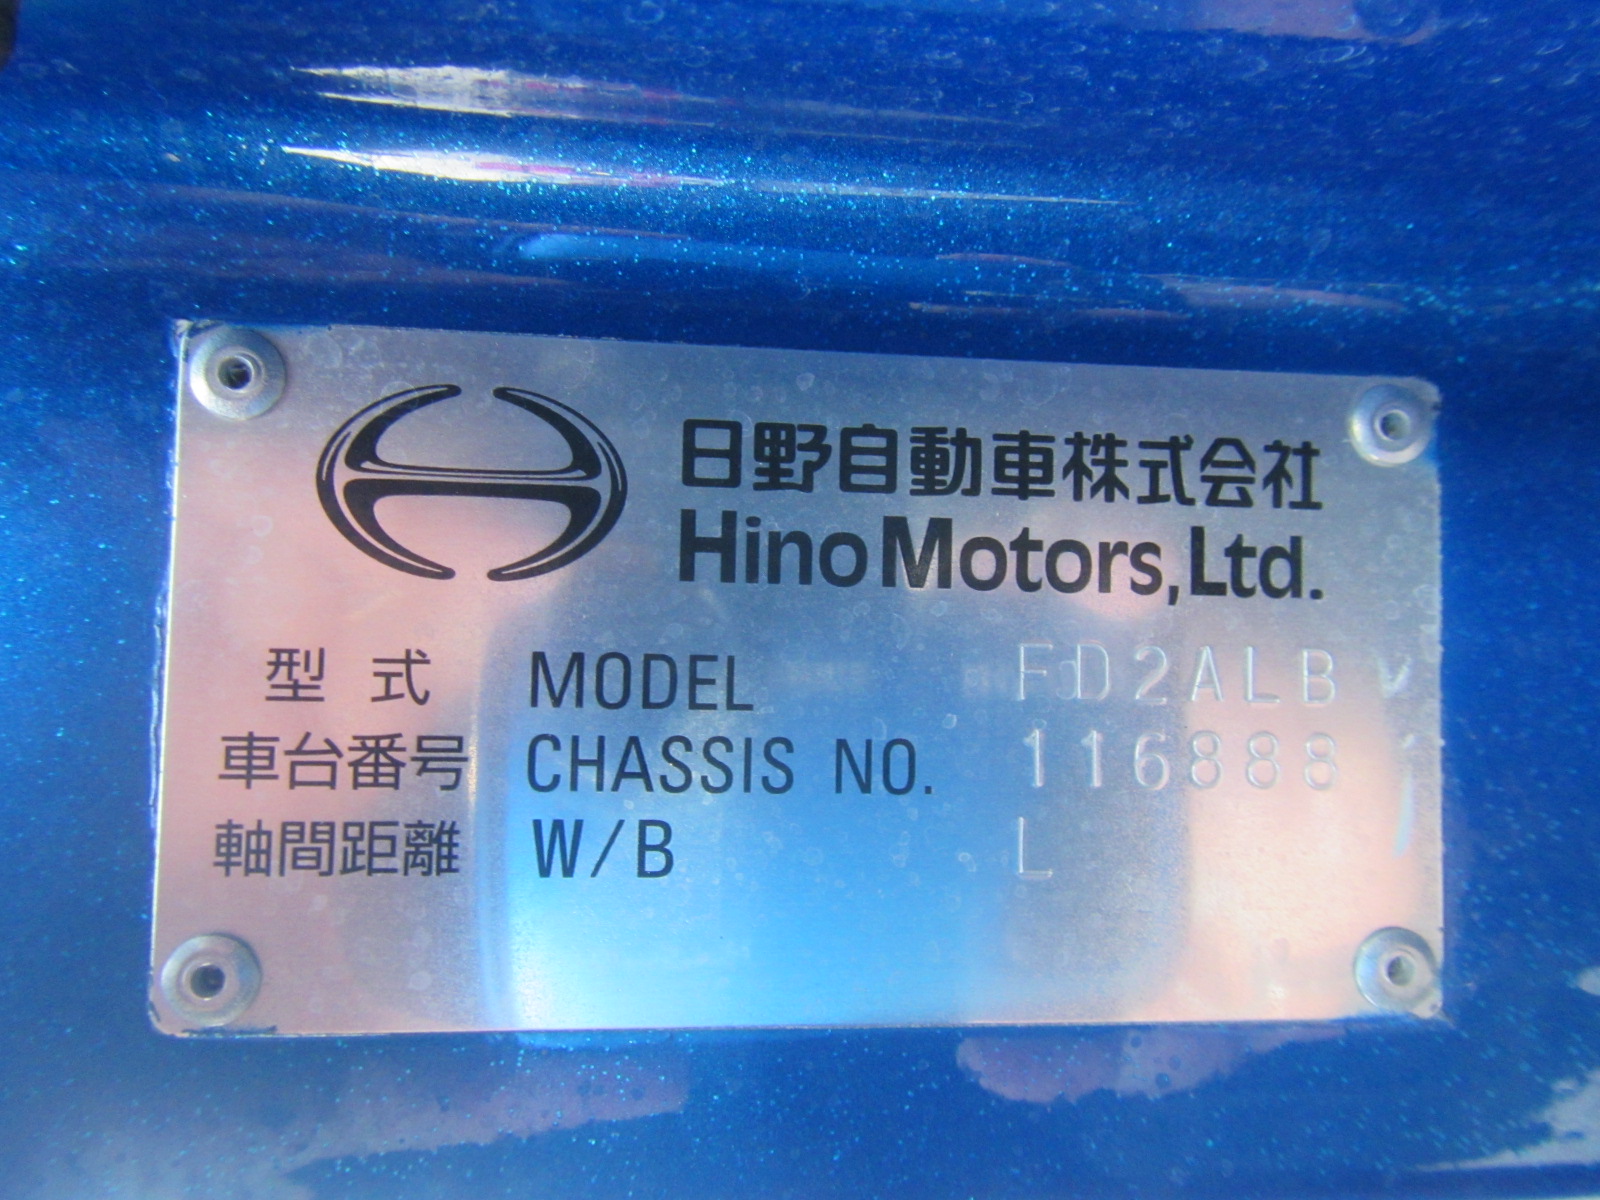 日野自動車株式会社
Hino Motors, Ltd.
型式 MODEL FD2ALB
車台番号 CHASSIS NO. 116888
軸間距離 W/B L